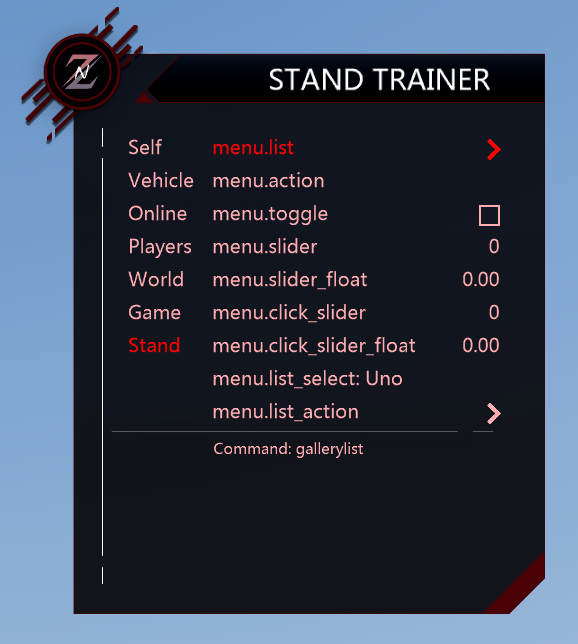 ZN
STAND TRAINER
Self menu.list
Vehicle menu.action
Online menu.toggle
Players menu.slider 0
World menu.slider_float 0.00
Game menu.click_slider 0
Stand menu.click_slider_float 0.00
menu.list_select: Uno
menu.list_action
Command: gallerylist